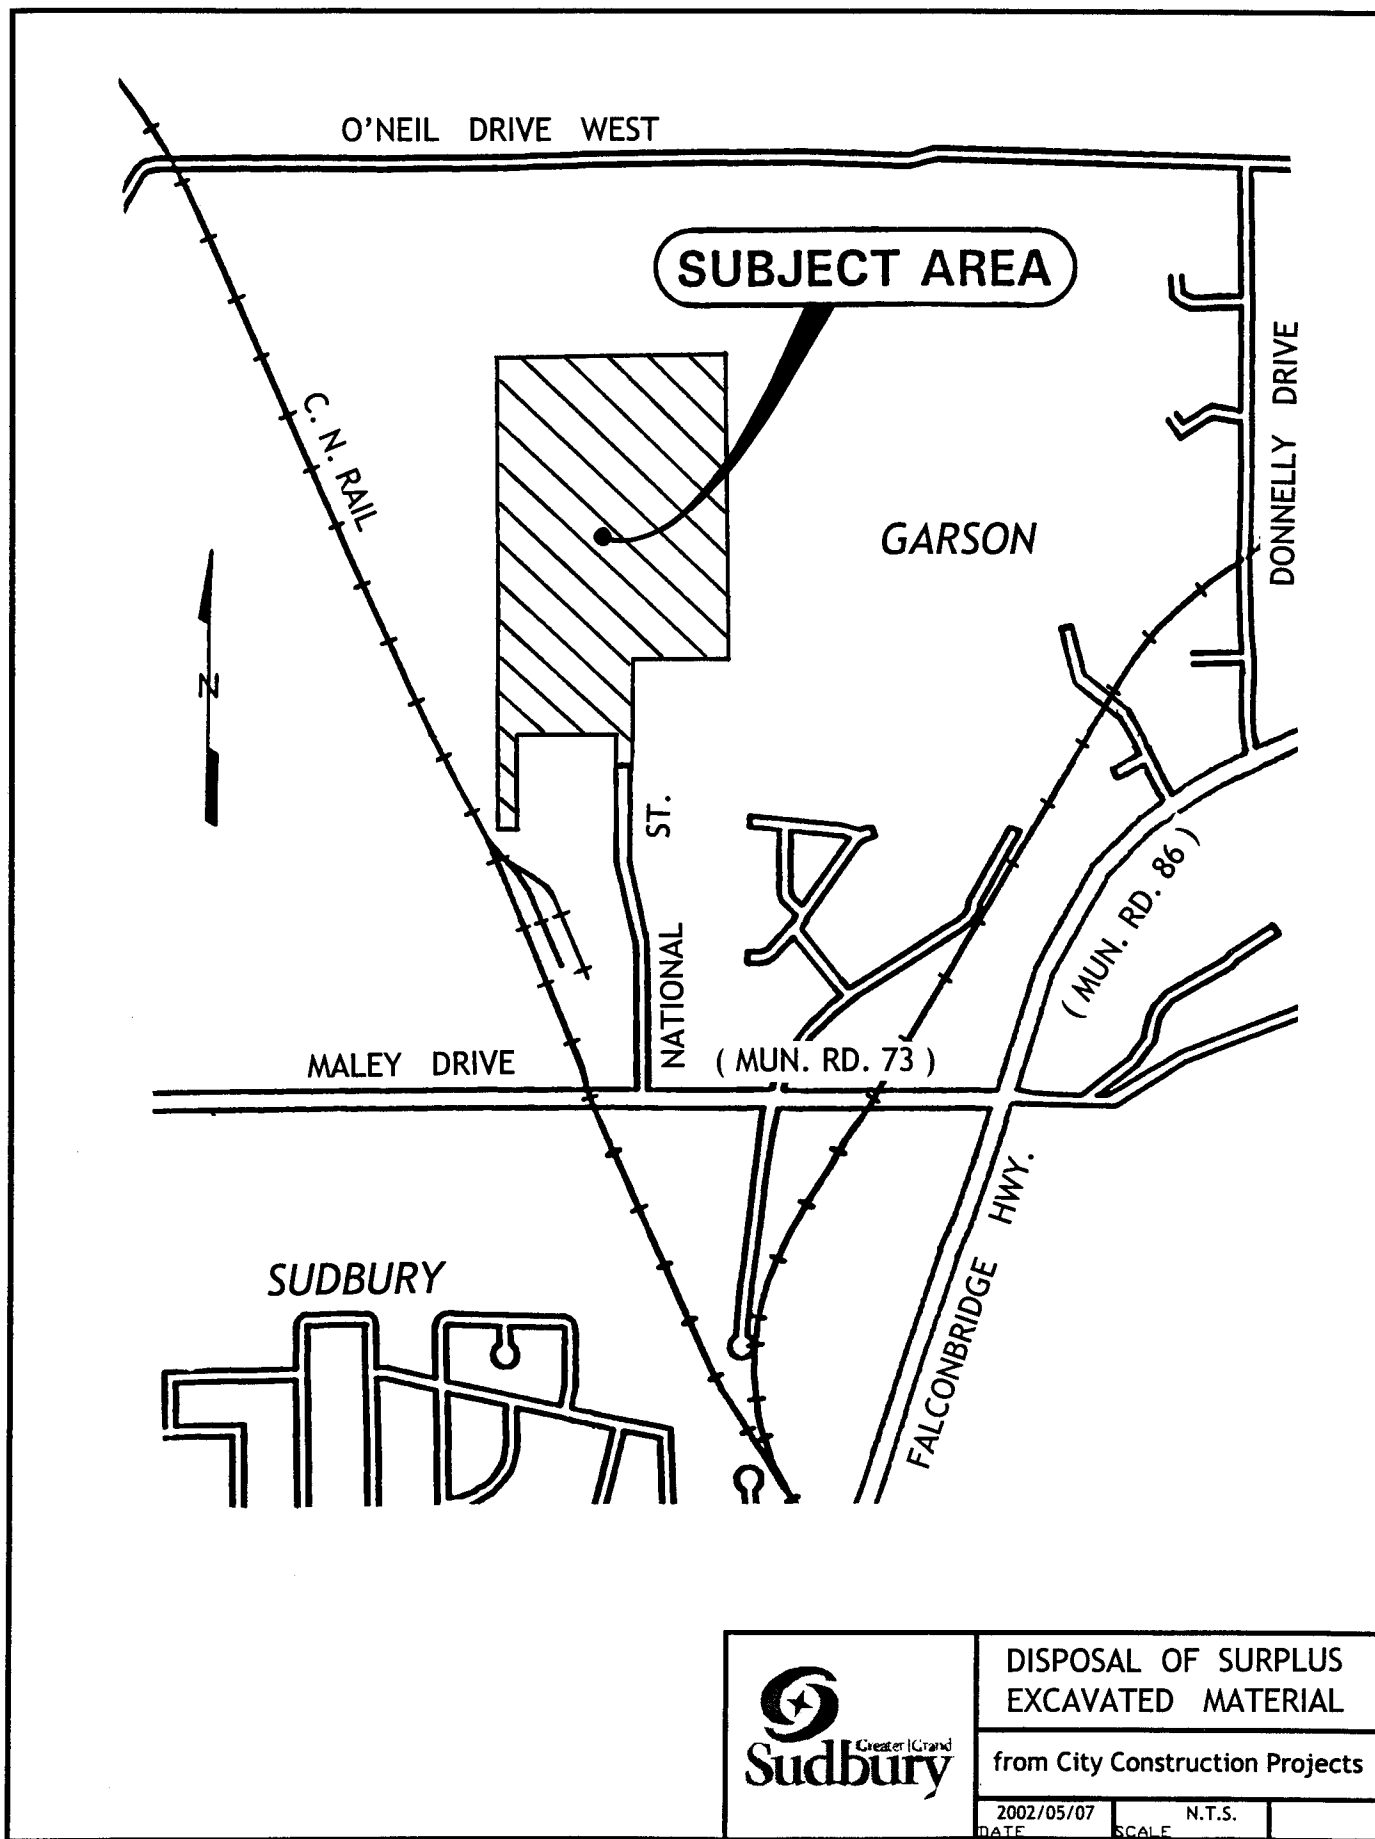 O'NEIL DRIVE WEST
SUBJECT AREA
C. N. RAIL
DONNELLY DRIVE
GARSON
N
NATIONAL ST.
( MUN. RD. 86 )
MALEY DRIVE
( MUN. RD. 73 )
FALCONBRIDGE HWY.
SUDBURY
Greater | Grand
Sudbury
DISPOSAL OF SURPLUS
EXCAVATED MATERIAL
from City Construction Projects
2002/05/07
DATE
N.T.S.
SCALE